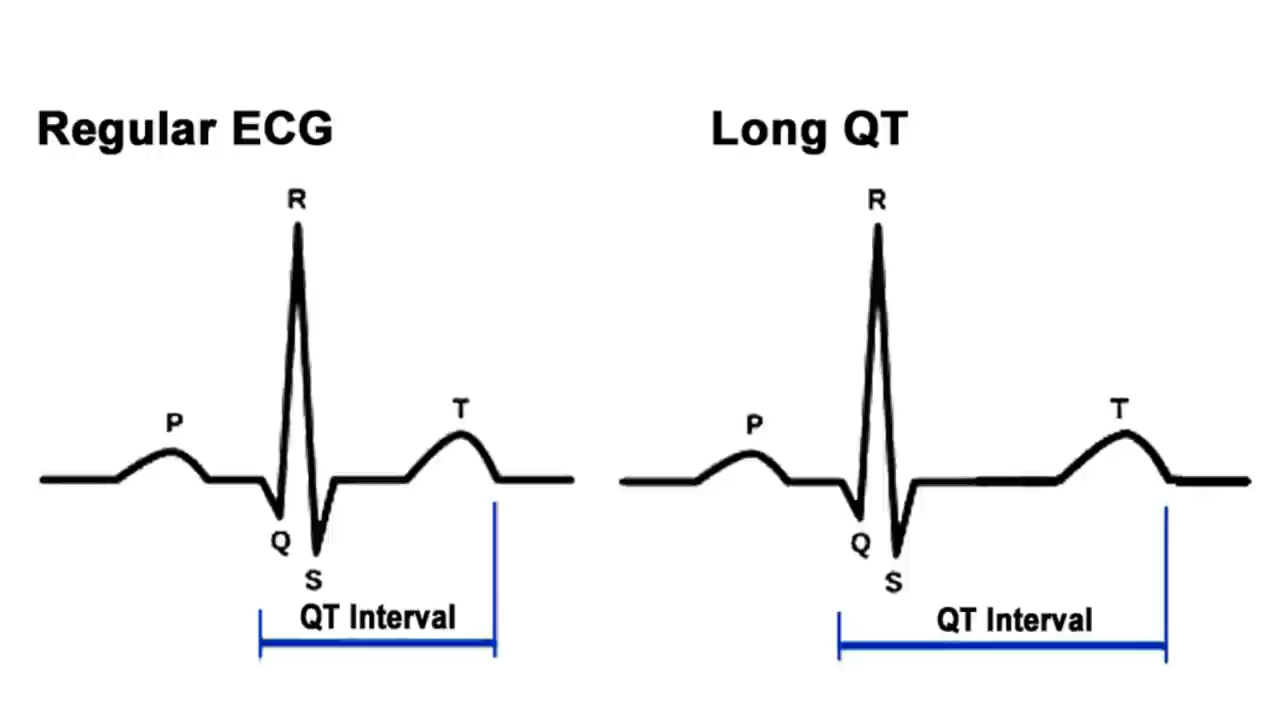 Regular ECG
R
P
T
Q
S
QT Interval
Long QT
R
P
T
Q
S
QT Interval